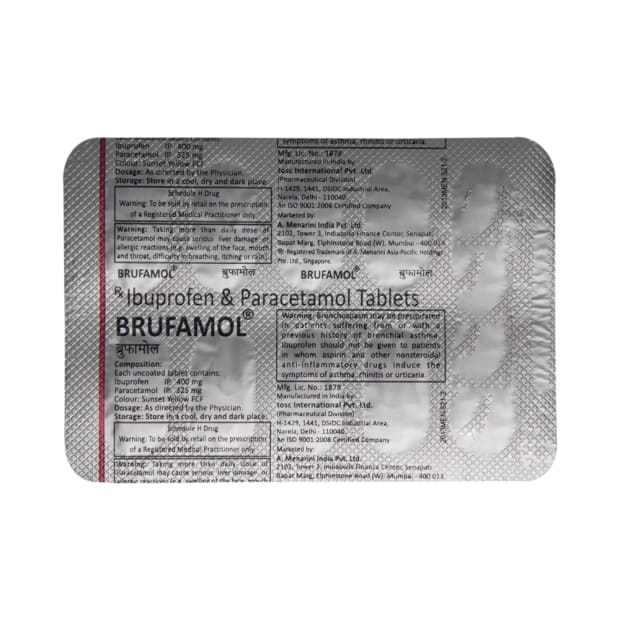 Ibuprofen IP 400 mg
Paracetamol IP 325 mg
Colour: Sunset Yellow FCF
Dosage: As directed by the Physician.
Storage: Store in a cool, dry and dark place.
Schedule H Drug
Warning: To be sold by retail on the prescription
of a Registered Medical Practitioner only.
Warning: Taking more than daily dose of
Paracetamol may cause serious liver damage or
allergic reactions (e.g. swelling of the face, mouth
and throat, difficulty in breathing, itching or rash)
symptoms of asthma, rhinitis or urticaria.
Mfg. Lic. No.: 1878
Manufactured in India by
tosc International Pvt. Ltd.
(Pharmaceutical Division)
H-1429, 1441, DSIDC Industrial Area,
Narela, Delhi - 110040.
An ISO 9001:2008 Certified Company
Marketed by:
A. Menarini India Pvt. Ltd.
2102, Tower 3, Indiabulls Finance Center, Senapati
Bapat Marg, Elphinstone Road (W), Mumbai - 400 013.
® Registered Trademark of A. Menarini Asia-Pacific Holdings
Pte. Ltd., Singapore.
BRUFAMOL® ब्रुफामोल BRUFAMOL® ब्रुफामोल
℞ Ibuprofen & Paracetamol Tablets
BRUFAMOL®
ब्रुफामोल
Composition:
Each uncoated tablet contains:
Ibuprofen IP 400 mg
Paracetamol IP 325 mg
Colour: Sunset Yellow FCF
Dosage: As directed by the Physician.
Storage: Store in a cool, dry and dark place.
Schedule H Drug
Warning: To be sold by retail on the prescription
of a Registered Medical Practitioner only.
Warning: Taking more than daily dose of
Paracetamol may cause serious liver damage or
allergic reactions (e.g. swelling of the face, mouth
Warning: Bronchospasm may be precipitated
in patients suffering from or with a
previous history of bronchial asthma.
Ibuprofen should not be given to patients
in whom aspirin and other nonsteroidal
anti-inflammatory drugs induce the
symptoms of asthma, rhinitis or urticaria.
Mfg. Lic. No.: 1878
Manufactured in India by
tosc International Pvt. Ltd.
(Pharmaceutical Division)
H-1429, 1441, DSIDC Industrial Area,
Narela, Delhi - 110040.
An ISO 9001:2008 Certified Company
Marketed by:
A. Menarini India Pvt. Ltd.
2102, Tower 3, Indiabulls Finance Center, Senapati
Bapat Marg, Elphinstone Road (W), Mumbai - 400 013.